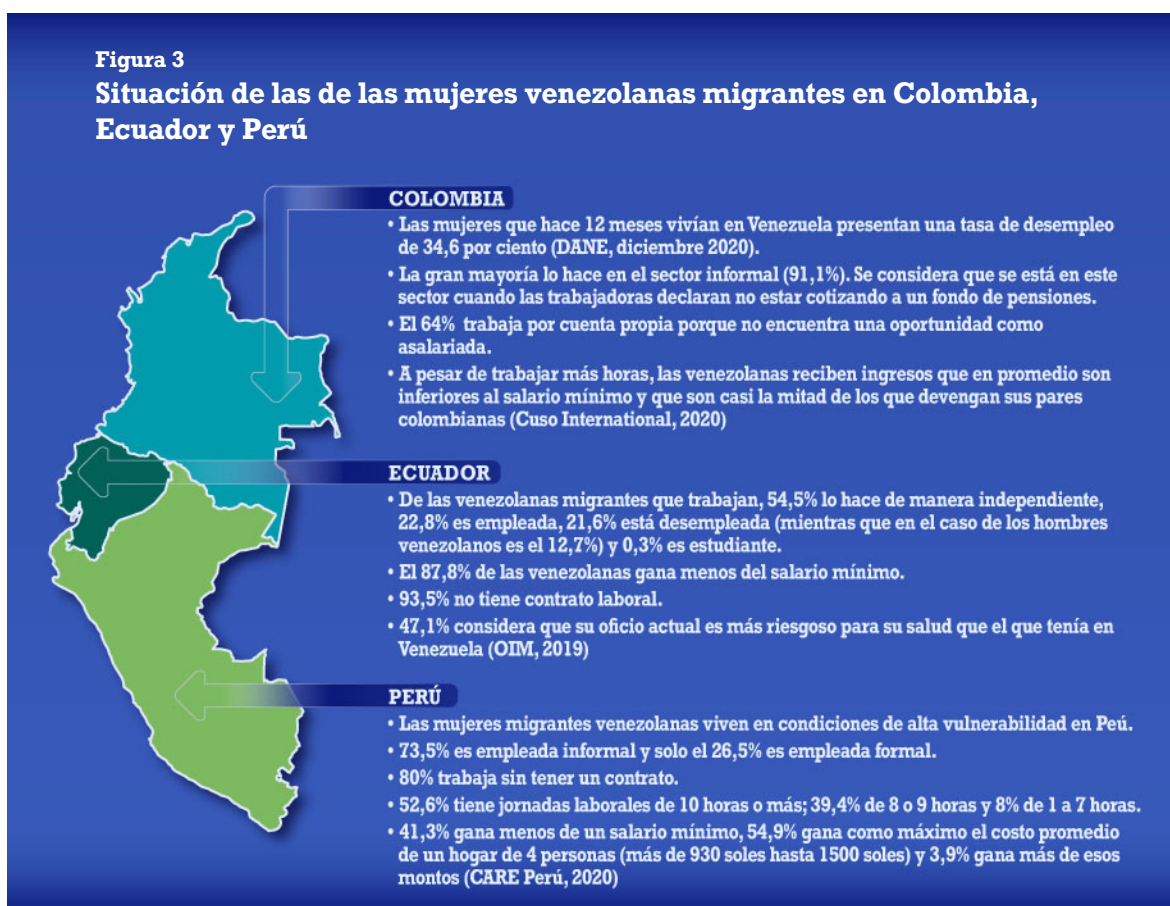 Figura 3
Situación de las de las mujeres venezolanas migrantes en Colombia,
Ecuador y Perú
COLOMBIA
• Las mujeres que hace 12 meses vivían en Venezuela presentan una tasa de desempleo
de 34,6 por ciento (DANE, diciembre 2020).
• La gran mayoría lo hace en el sector informal (91,1%). Se considera que se está en este
sector cuando las trabajadoras declaran no estar cotizando a un fondo de pensiones.
• El 64% trabaja por cuenta propia porque no encuentra una oportunidad como
asalariada.
• A pesar de trabajar más horas, las venezolanas reciben ingresos que en promedio son
inferiores al salario mínimo y que son casi la mitad de los que devengan sus pares
colombianas (Cuso International, 2020)
ECUADOR
• De las venezolanas migrantes que trabajan, 54,5% lo hace de manera independiente,
22,8% es empleada, 21,6% está desempleada (mientras que en el caso de los hombres
venezolanos es el 12,7%) y 0,3% es estudiante.
• El 87,8% de las venezolanas gana menos del salario mínimo.
• 93,5% no tiene contrato laboral.
• 47,1% considera que su oficio actual es más riesgoso para su salud que el que tenía en
Venezuela (OIM, 2019)
PERÚ
• Las mujeres migrantes venezolanas viven en condiciones de alta vulnerabilidad en Peú.
• 73,5% es empleada informal y solo el 26,5% es empleada formal.
• 80% trabaja sin tener un contrato.
• 52,6% tiene jornadas laborales de 10 horas o más; 39,4% de 8 o 9 horas y 8% de 1 a 7 horas.
• 41,3% gana menos de un salario mínimo, 54,9% gana como máximo el costo promedio
de un hogar de 4 personas (más de 930 soles hasta 1500 soles) y 3,9% gana más de esos
montos (CARE Perú, 2020)